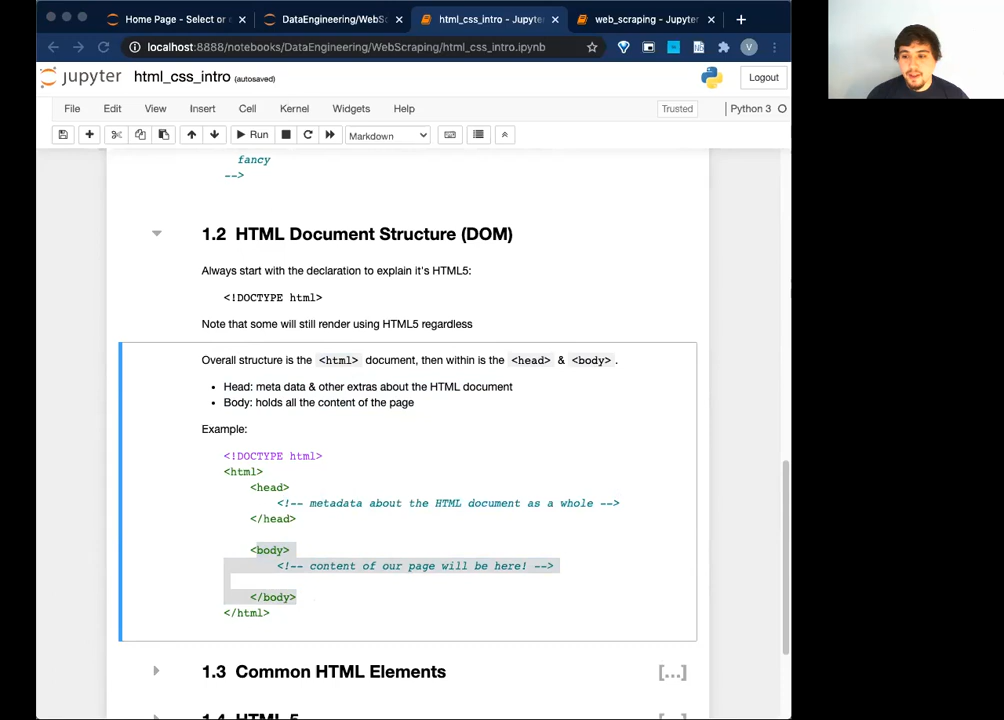 Home Page - Select or
DataEngineering/WebSc
html_css_intro - Jupyter
web_scraping - Jupyter
localhost:8888/notebooks/DataEngineering/WebScraping/html_css_intro.ipynb
V
jupyter html_css_intro (autosaved)
Logout
File Edit View Insert Cell Kernel Widgets Help
Trusted
Python 3
Run
Markdown
fancy
-->
1.2 HTML Document Structure (DOM)
Always start with the declaration to explain it's HTML5:
<!DOCTYPE html>
Note that some will still render using HTML5 regardless
Overall structure is the <html> document, then within is the <head> & <body>.
• Head: meta data & other extras about the HTML document
• Body: holds all the content of the page
Example:
<!DOCTYPE html>
<html>
<head>
<!-- metadata about the HTML document as a whole -->
</head>
<body>
<!-- content of our page will be here! -->
</body>
</html>
1.3 Common HTML Elements
[...]
1.4 HTML 5